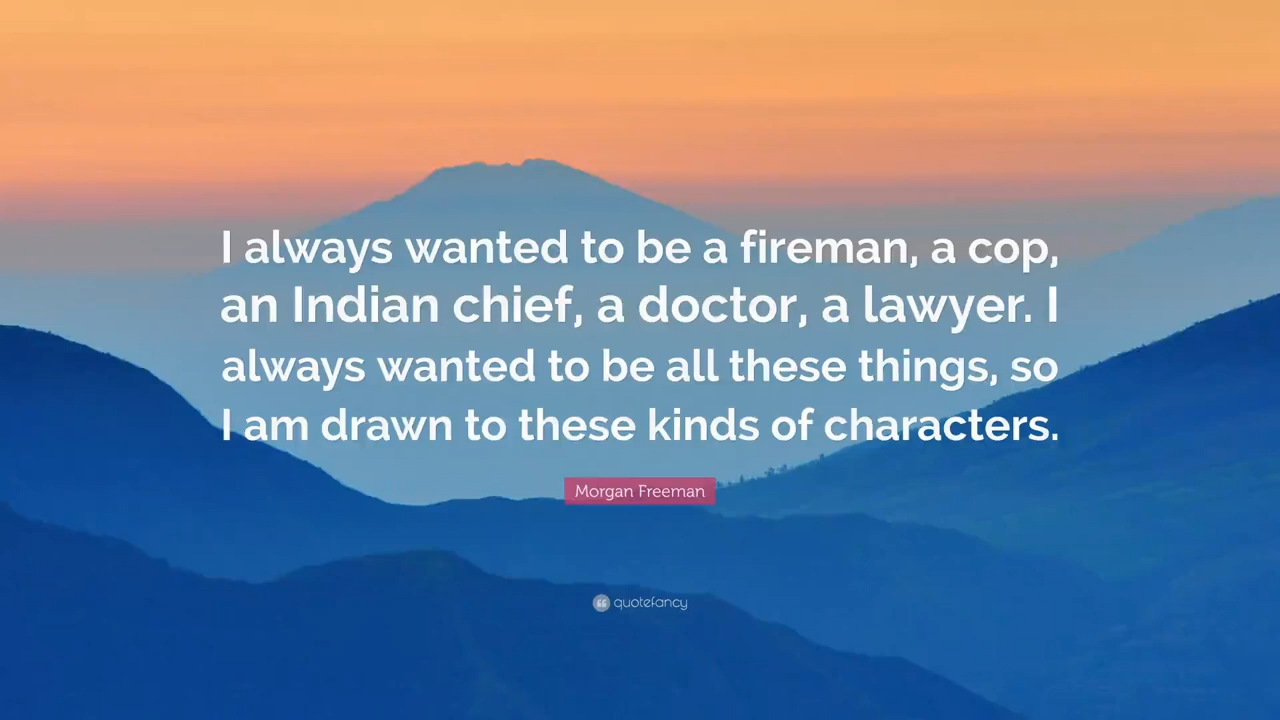 I always wanted to be a fireman, a cop,
an Indian chief, a doctor, a lawyer. I
always wanted to be all these things, so
I am drawn to these kinds of characters.
Morgan Freeman
quotefancy